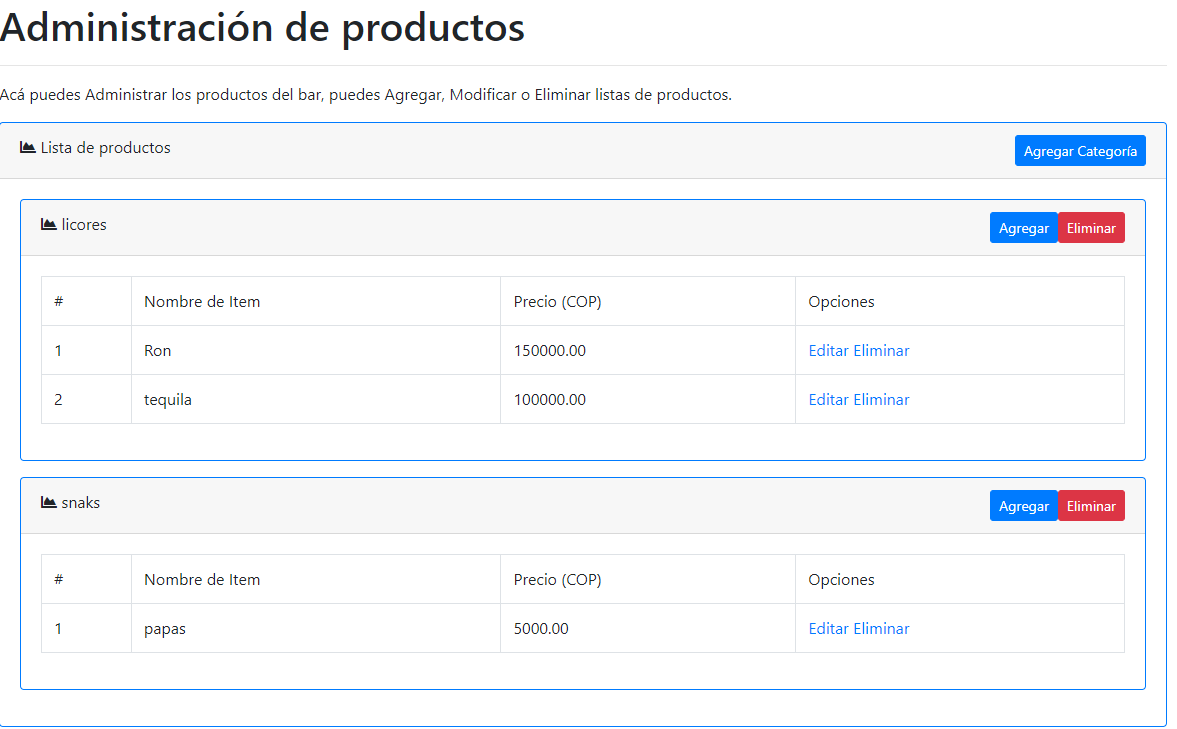 Administración de productos
Acá puedes Administrar los productos del bar, puedes Agregar, Modificar o Eliminar listas de productos.
Lista de productos Agregar Categoría
licores Agregar Eliminar
# Nombre de Item Precio (COP) Opciones
1 Ron 150000.00 Editar Eliminar
2 tequila 100000.00 Editar Eliminar
snaks Agregar Eliminar
# Nombre de Item Precio (COP) Opciones
1 papas 5000.00 Editar Eliminar